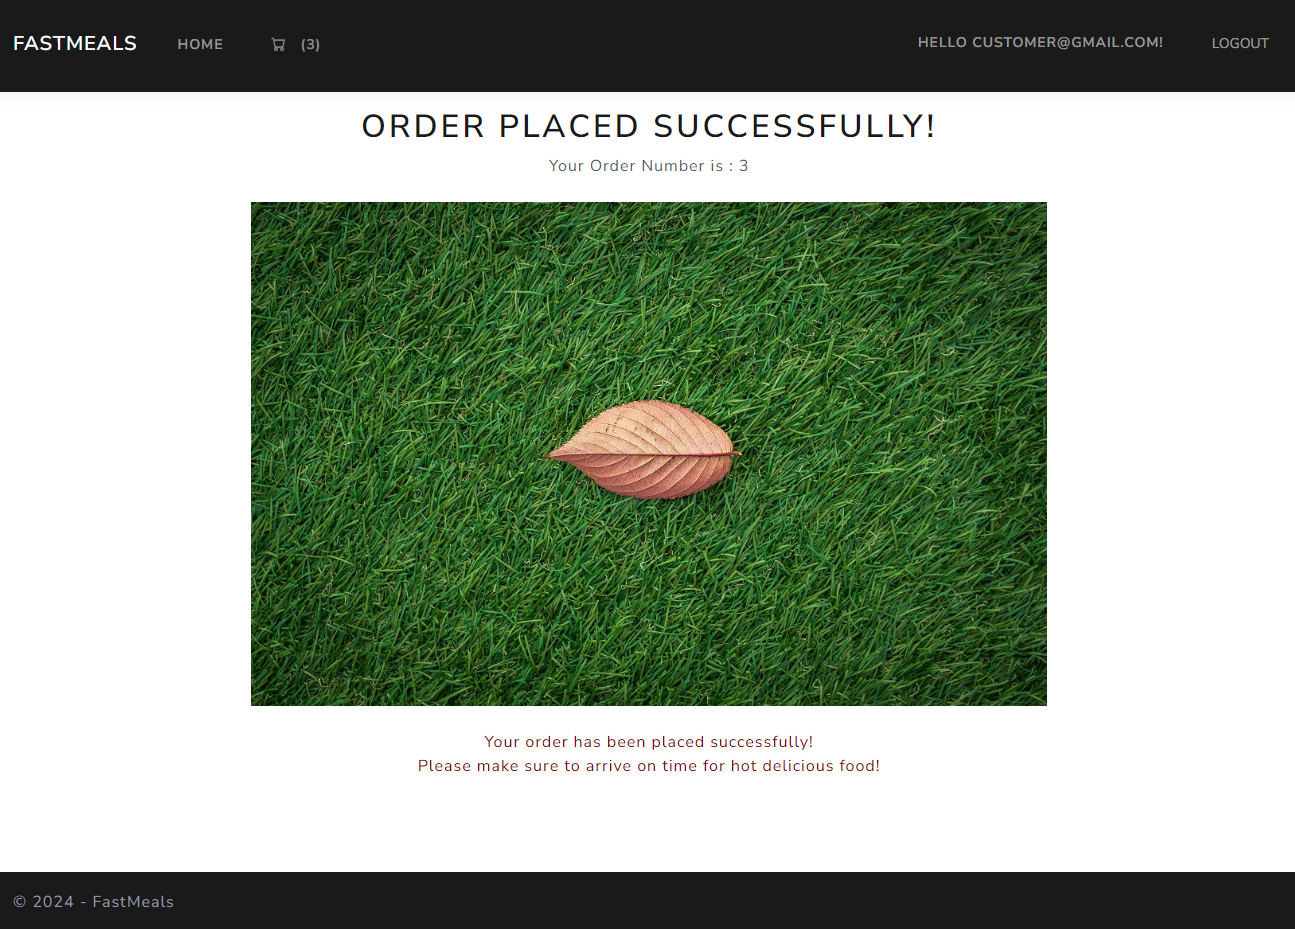 FASTMEALS HOME (3) HELLO CUSTOMER@GMAIL.COM! LOGOUT
ORDER PLACED SUCCESSFULLY!
Your Order Number is : 3
Your order has been placed successfully!
Please make sure to arrive on time for hot delicious food!
© 2024 - FastMeals